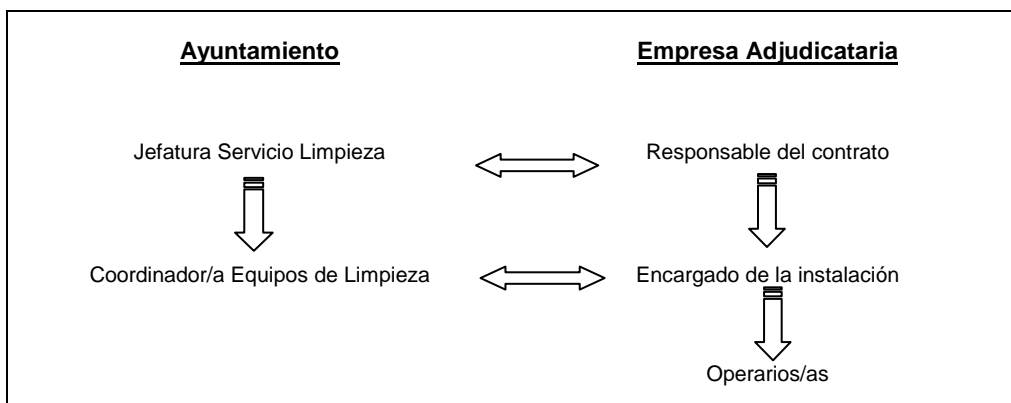 Ayuntamiento
Empresa Adjudicataria
Jefatura Servicio Limpieza
Responsable del contrato
Coordinador/a Equipos de Limpieza
Encargado de la instalación
Operarios/as